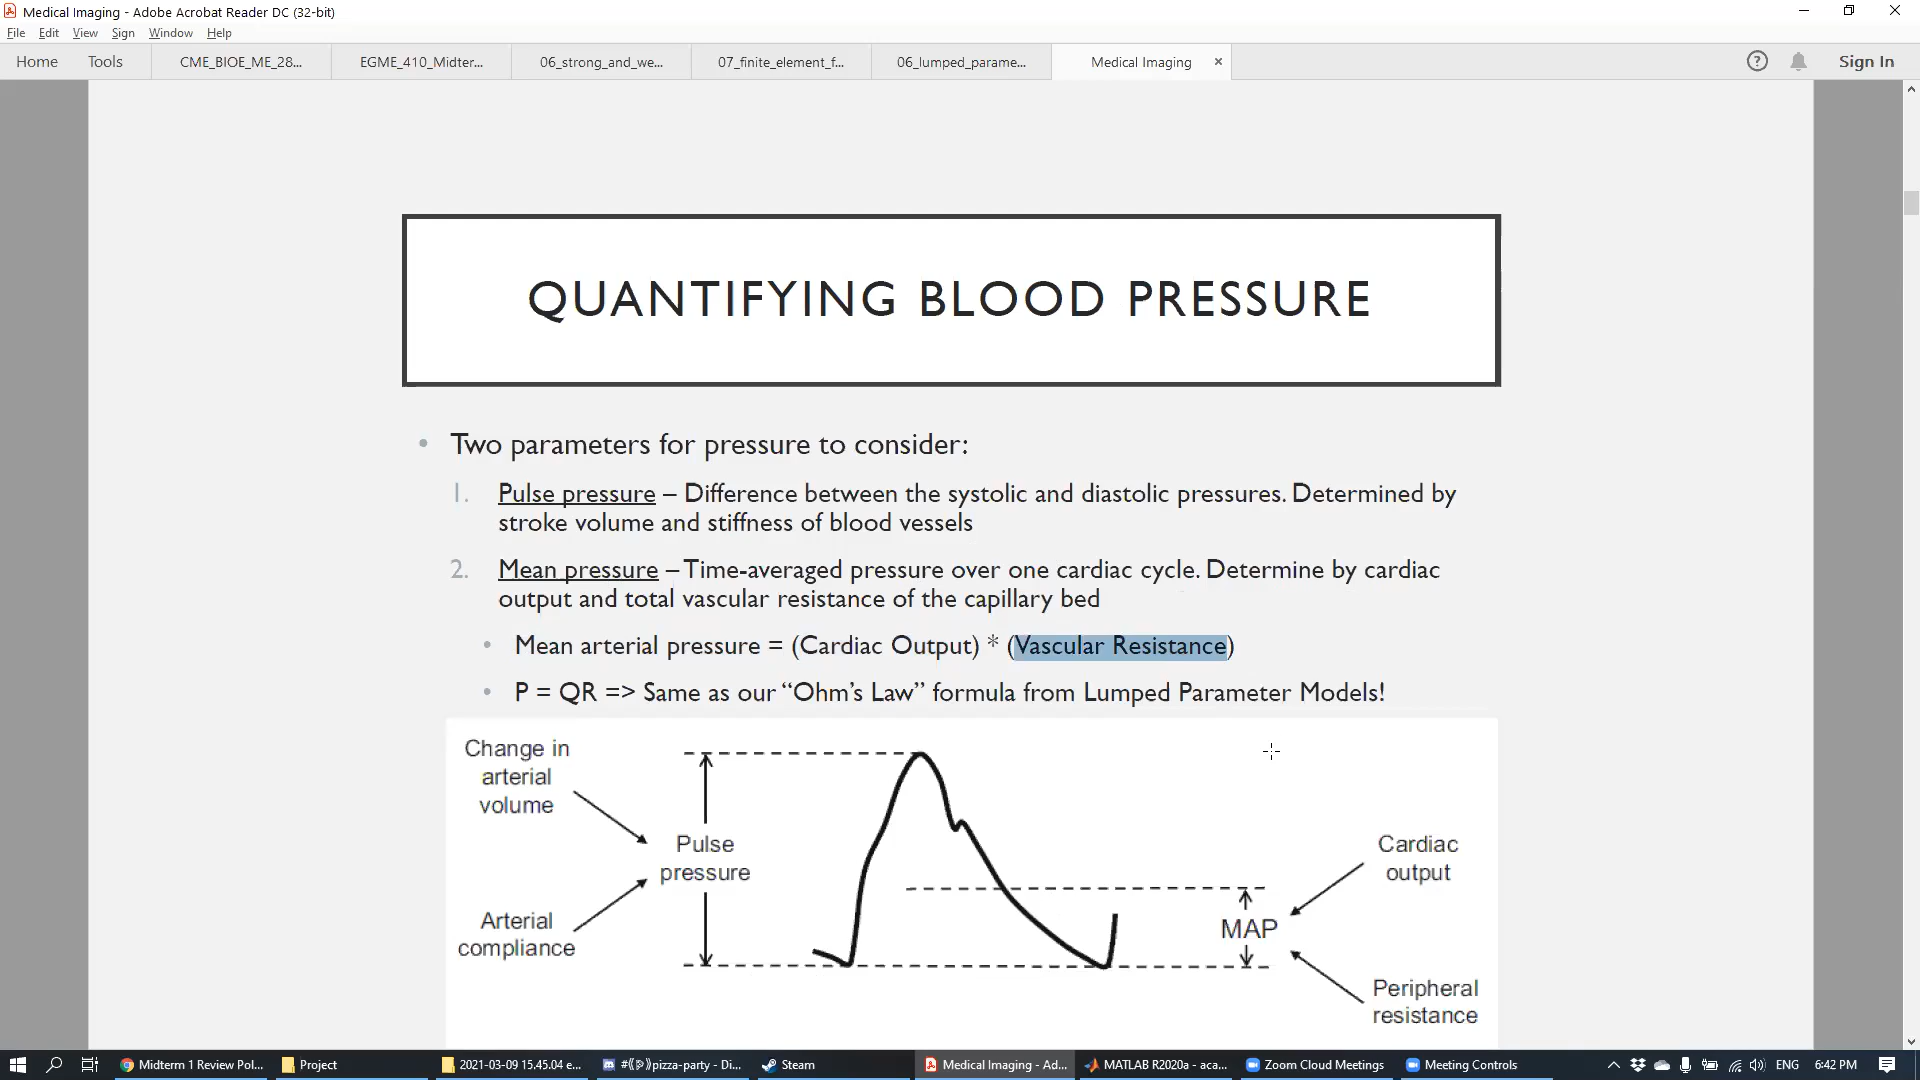 Medical Imaging - Adobe Acrobat Reader DC (32-bit)
File Edit View Sign Window Help
Home Tools CME_BIOE_ME_28... EGME_410_Midter... 06_strong_and_we... 07_finite_element_f... 06_lumped_parame... Medical Imaging × Sign In
QUANTIFYING BLOOD PRESSURE
• Two parameters for pressure to consider:
1. Pulse pressure – Difference between the systolic and diastolic pressures. Determined by
stroke volume and stiffness of blood vessels
2. Mean pressure – Time-averaged pressure over one cardiac cycle. Determine by cardiac
output and total vascular resistance of the capillary bed
• Mean arterial pressure = (Cardiac Output) * (Vascular Resistance)
• P = QR => Same as our “Ohm’s Law” formula from Lumped Parameter Models!
Change in
arterial
volume
Pulse
pressure
Arterial
compliance
Cardiac
output
MAP
Peripheral
resistance
Midterm 1 Review Pol... Project 2021-03-09 15.45.04 e... #⟪Ð⟫pizza-party - Di... Steam Medical Imaging - Ad... MATLAB R2020a - aca... Zoom Cloud Meetings Meeting Controls ENG 6:42 PM